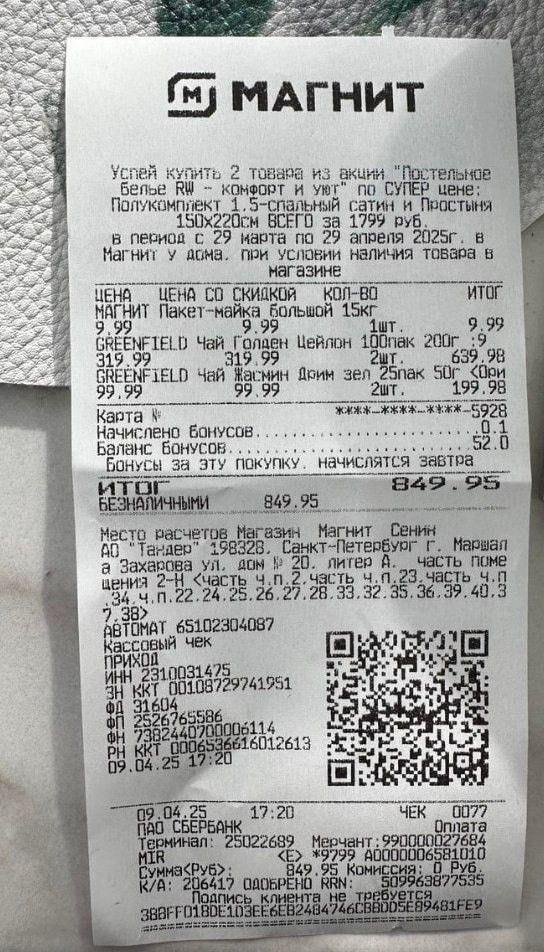 МАГНИТ
Успей купить 2 товара из акции "Постельное
белье RW - комфорт и уют" по СУПЕР цене:
Полукомплект 1.5-спальный сатин и Простыня
150х220см ВСЕГО за 1799 руб.
в период с 29 марта по 29 апреля 2025г. в
Магнит у дома. при условии наличия товара в
магазине
ЦЕНА ЦЕНА СО СКИДКОЙ КОЛ-ВО ИТОГ
МАГНИТ Пакет-майка большой 15кг
9.99 9.99 1шт. 9.99
GREENFIELD Чай Голден Цейлон 100пак 200г :9
319.99 319.99 2шт. 639.98
GREENFIELD Чай Жасмин Дрим зел 25пак 50г <Ори
99.99 99.99 2шт. 199.98
Карта № ****-****-****-5928
Начислено бонусов 0.1
Баланс бонусов 52.0
Бонусы за эту покупку. начислятся завтра
ИТОГ 849.95
БЕЗНАЛИЧНЫМИ 849.95
Место расчетов Магазин Магнит Сенин
АО "Тандер" 198328. Санкт-Петербург г. Маршал
а Захарова ул. дом № 20. литер А. часть поме
щения 2-Н <часть ч.п.2.часть ч.п.23.часть ч.п
.34.ч.п.22.24.25.26.27.28.33.32.35.36.39.40.3
7.38>
АВТОМАТ 65102304087
Кассовый чек
ПРИХОД
ИНН 2310031475
ЗН ККТ 00108729741951
ФД 31604
ФП 2526765586
ФН 7382440700006114
РН ККТ 0006536616012613
09.04.25 17:20
09.04.25 17:20 ЧЕК 0077
ПАО СБЕРБАНК Оплата
Терминал: 25022689 Мерчант:990000027684
MIR <E> *9799 A0000006581010
Сумма<Руб>: 849.95 Комиссия: 0 Руб.
К/А: 206417 ОДОБРЕНО RRN: 509963877535
Подпись клиента не требуется
3BBFF018DE1D3EE6EB2484746CBBDD5E89481FE9